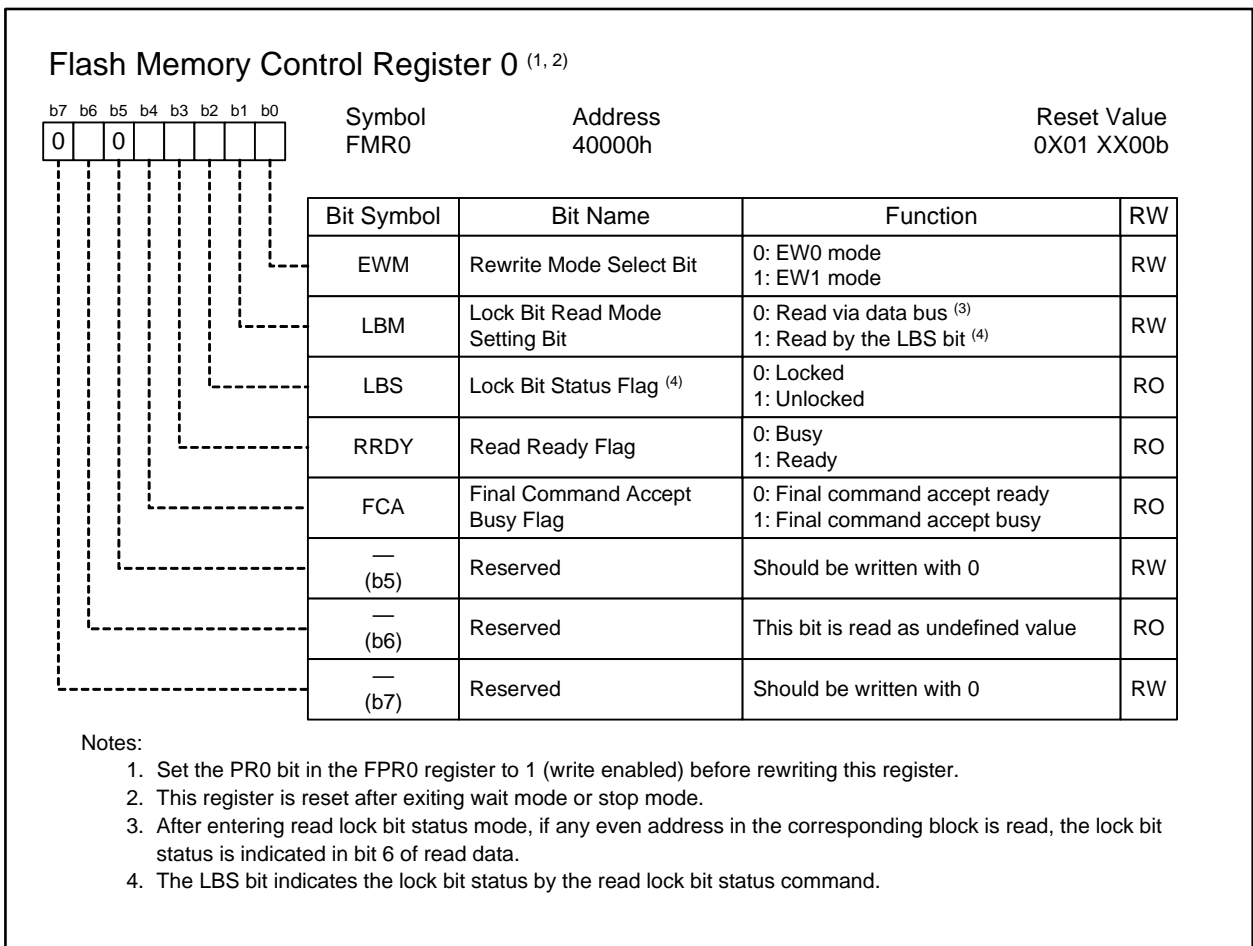 Flash Memory Control Register 0 (1, 2)
b7 b6 b5 b4 b3 b2 b1 b0
0 0
Symbol Address Reset Value
FMR0 40000h 0X01 XX00b
Bit Symbol Bit Name Function RW
EWM Rewrite Mode Select Bit 0: EW0 mode
1: EW1 mode RW
LBM Lock Bit Read Mode
Setting Bit 0: Read via data bus (3)
1: Read by the LBS bit (4) RW
LBS Lock Bit Status Flag (4) 0: Locked
1: Unlocked RO
RRDY Read Ready Flag 0: Busy
1: Ready RO
FCA Final Command Accept
Busy Flag 0: Final command accept ready
1: Final command accept busy RO
—
(b5) Reserved Should be written with 0 RW
—
(b6) Reserved This bit is read as undefined value RO
—
(b7) Reserved Should be written with 0 RW
Notes:
1. Set the PR0 bit in the FPR0 register to 1 (write enabled) before rewriting this register.
2. This register is reset after exiting wait mode or stop mode.
3. After entering read lock bit status mode, if any even address in the corresponding block is read, the lock bit
status is indicated in bit 6 of read data.
4. The LBS bit indicates the lock bit status by the read lock bit status command.